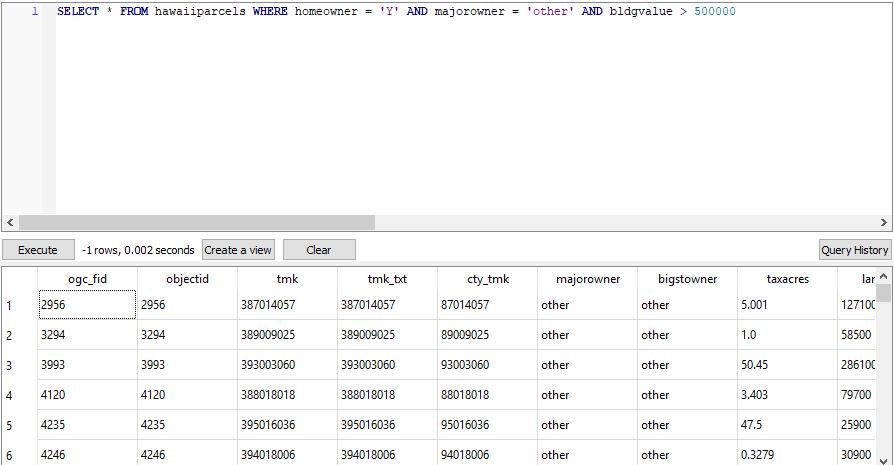 1 SELECT * FROM hawaiiparcels WHERE homeowner = 'Y' AND majorowner = 'other' AND bldgvalue > 500000
Execute -1 rows, 0.002 seconds Create a view Clear Query History
ogc_fid objectid tmk tmk_txt cty_tmk majorowner bigstowner taxacres lar
1 2956 2956 387014057 387014057 87014057 other other 5.001 127100
2 3294 3294 389009025 389009025 89009025 other other 1.0 58500
3 3993 3993 393003060 393003060 93003060 other other 50.45 286100
4 4120 4120 388018018 388018018 88018018 other other 3.403 79700
5 4235 4235 395016036 395016036 95016036 other other 47.5 25900
6 4246 4246 394018006 394018006 94018006 other other 0.3279 30900